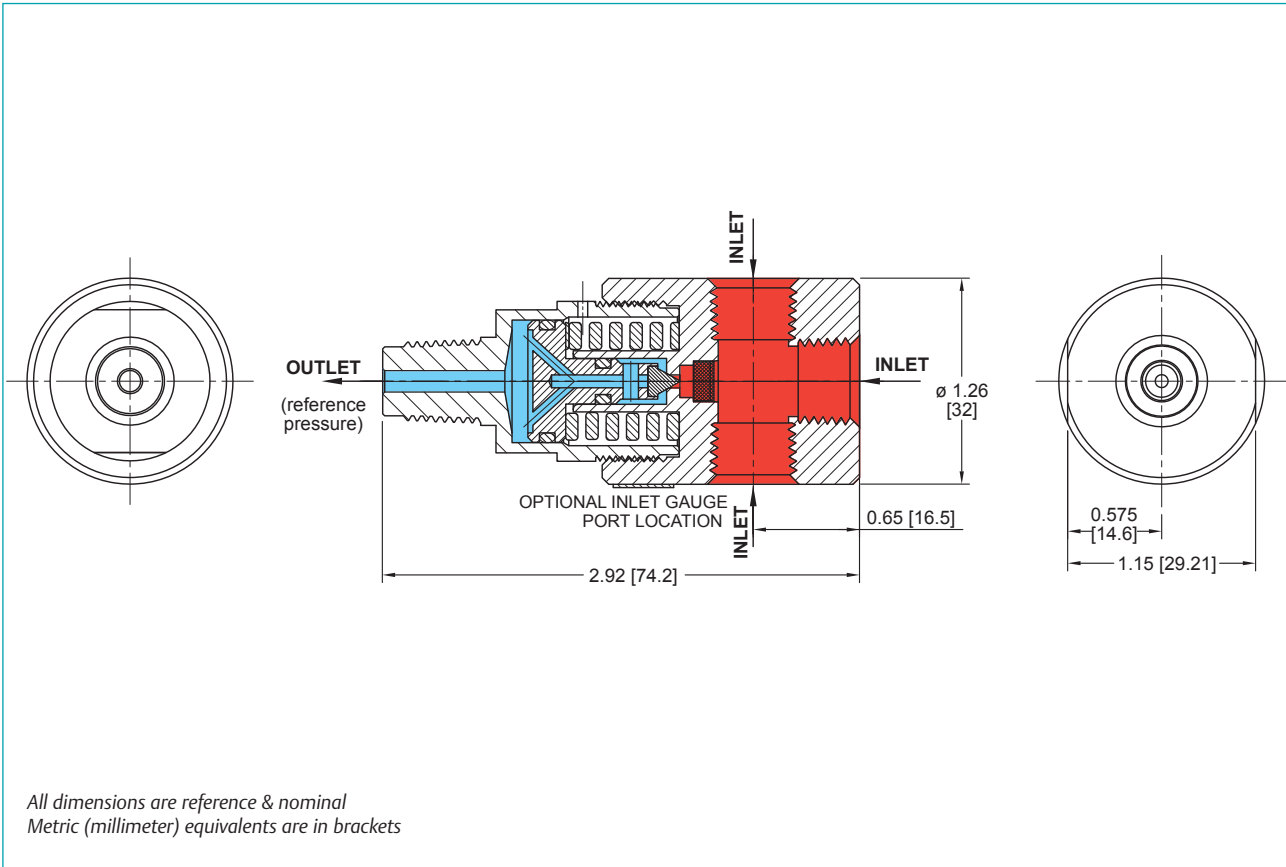 INLET
OUTLET
(reference
pressure)
INLET
ø 1.26
[32]
OPTIONAL INLET GAUGE
PORT LOCATION
INLET
0.65 [16.5]
2.92 [74.2]
0.575
[14.6]
1.15 [29.21]
All dimensions are reference & nominal
Metric (millimeter) equivalents are in brackets